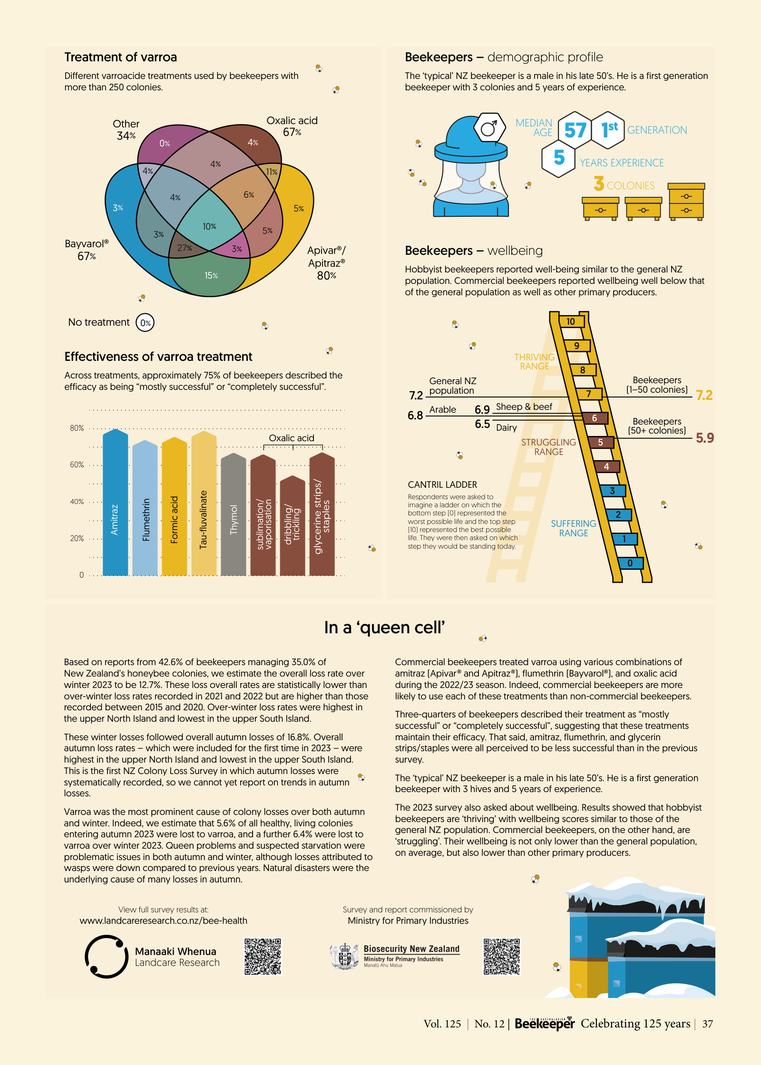 Treatment of varroa
Different varroacide treatments used by beekeepers with
more than 250 colonies.
Other
34%
Oxalic acid
67%
0%
4%
4%
4%
11%
3%
4%
6%
5%
10%
3%
5%
27%
3%
15%
Bayvarol®
67%
Apivar®/
Apitraz®
80%
No treatment 0%
Effectiveness of varroa treatment
Across treatments, approximately 75% of beekeepers described the
efficacy as being “mostly successful” or “completely successful”.
80%
60%
40%
20%
0
Oxalic acid
Amitraz
Flumethrin
Formic acid
Tau-fluvalinate
Thymol
sublimation/
vaporisation
dribbling/
trickling
glycerine strips/
staples
Beekeepers – demographic profile
The ‘typical’ NZ beekeeper is a male in his late 50’s. He is a first generation
beekeeper with 3 colonies and 5 years of experience.
MEDIAN
AGE
57
1st
GENERATION
5
YEARS EXPERIENCE
3 COLONIES
Beekeepers – wellbeing
Hobbyist beekeepers reported well-being similar to the general NZ
population. Commercial beekeepers reported wellbeing well below that
of the general population as well as other primary producers.
10
9
8
7
6
5
4
3
2
1
0
THRIVING
RANGE
STRUGGLING
RANGE
SUFFERING
RANGE
7.2 General NZ
population
6.8 Arable
6.9 Sheep & beef
6.5 Dairy
Beekeepers
[1–50 colonies]
7.2
Beekeepers
[50+ colonies]
5.9
CANTRIL LADDER
Respondents were asked to
imagine a ladder on which the
bottom step [0] represented the
worst possible life and the top step
[10] represented the best possible
life. They were then asked on which
step they would be standing today.
In a ‘queen cell’
Based on reports from 42.6% of beekeepers managing 35.0% of
New Zealand’s honeybee colonies, we estimate the overall loss rate over
winter 2023 to be 12.7%. These loss overall rates are statistically lower than
over-winter loss rates recorded in 2021 and 2022 but are higher than those
recorded between 2015 and 2020. Over-winter loss rates were highest in
the upper North Island and lowest in the upper South Island.
These winter losses followed overall autumn losses of 16.8%. Overall
autumn loss rates – which were included for the first time in 2023 – were
highest in the upper North Island and lowest in the upper South Island.
This is the first NZ Colony Loss Survey in which autumn losses were
systematically recorded, so we cannot yet report on trends in autumn
losses.
Varroa was the most prominent cause of colony losses over both autumn
and winter. Indeed, we estimate that 5.6% of all healthy, living colonies
entering autumn 2023 were lost to varroa, and a further 6.4% were lost to
varroa over winter 2023. Queen problems and suspected starvation were
problematic issues in both autumn and winter, although losses attributed to
wasps were down compared to previous years. Natural disasters were the
underlying cause of many losses in autumn.
Commercial beekeepers treated varroa using various combinations of
amitraz [Apivar® and Apitraz®], flumethrin [Bayvarol®], and oxalic acid
during the 2022/23 season. Indeed, commercial beekeepers are more
likely to use each of these treatments than non-commercial beekeepers.
Three-quarters of beekeepers described their treatment as “mostly
successful” or “completely successful”, suggesting that these treatments
maintain their efficacy. That said, amitraz, flumethrin, and glycerin
strips/staples were all perceived to be less successful than in the previous
survey.
The ‘typical’ NZ beekeeper is a male in his late 50’s. He is a first generation
beekeeper with 3 hives and 5 years of experience.
The 2023 survey also asked about wellbeing. Results showed that hobbyist
beekeepers are ‘thriving’ with wellbeing scores similar to those of the
general NZ population. Commercial beekeepers, on the other hand, are
‘struggling’. Their wellbeing is not only lower than the general population,
on average, but also lower than other primary producers.
View full survey results at:
www.landcareresearch.co.nz/bee-health
Manaaki Whenua
Landcare Research
Survey and report commissioned by
Ministry for Primary Industries
Biosecurity New Zealand
Ministry for Primary Industries
Manatū Ahu Matua
Vol. 125 | No. 12 | Beekeeper Celebrating 125 years | 37